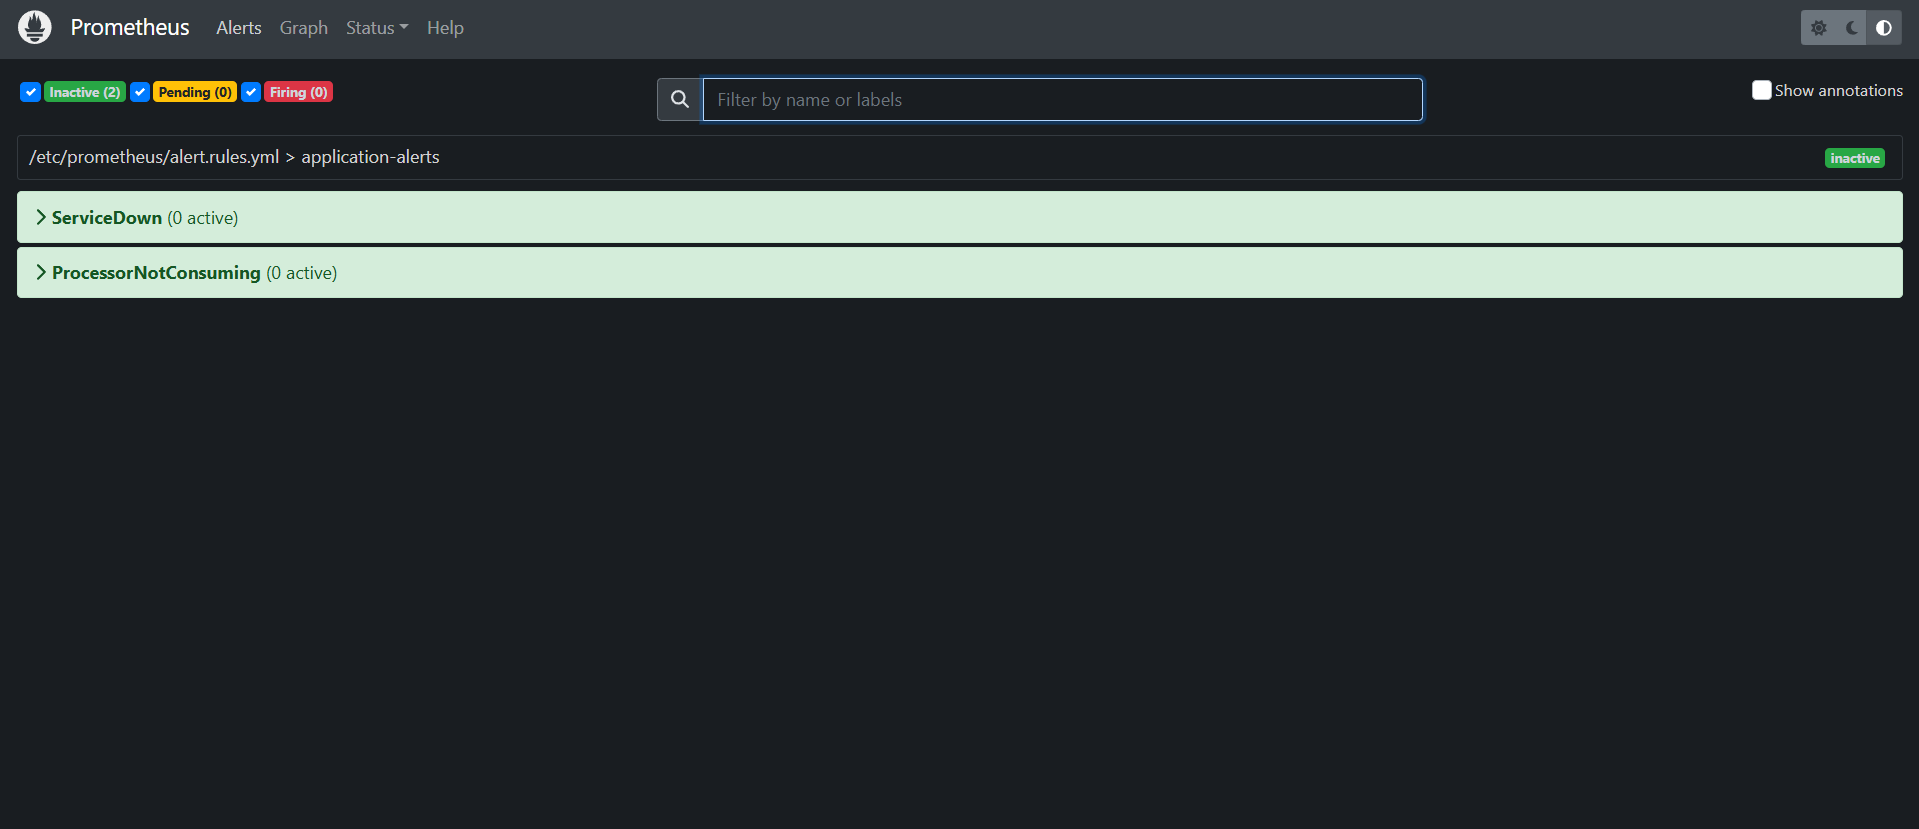 Prometheus Alerts Graph Status Help
Inactive (2) Pending (0) Firing (0)
Filter by name or labels
Show annotations
/etc/prometheus/alert.rules.yml > application-alerts
inactive
ServiceDown (0 active)
ProcessorNotConsuming (0 active)